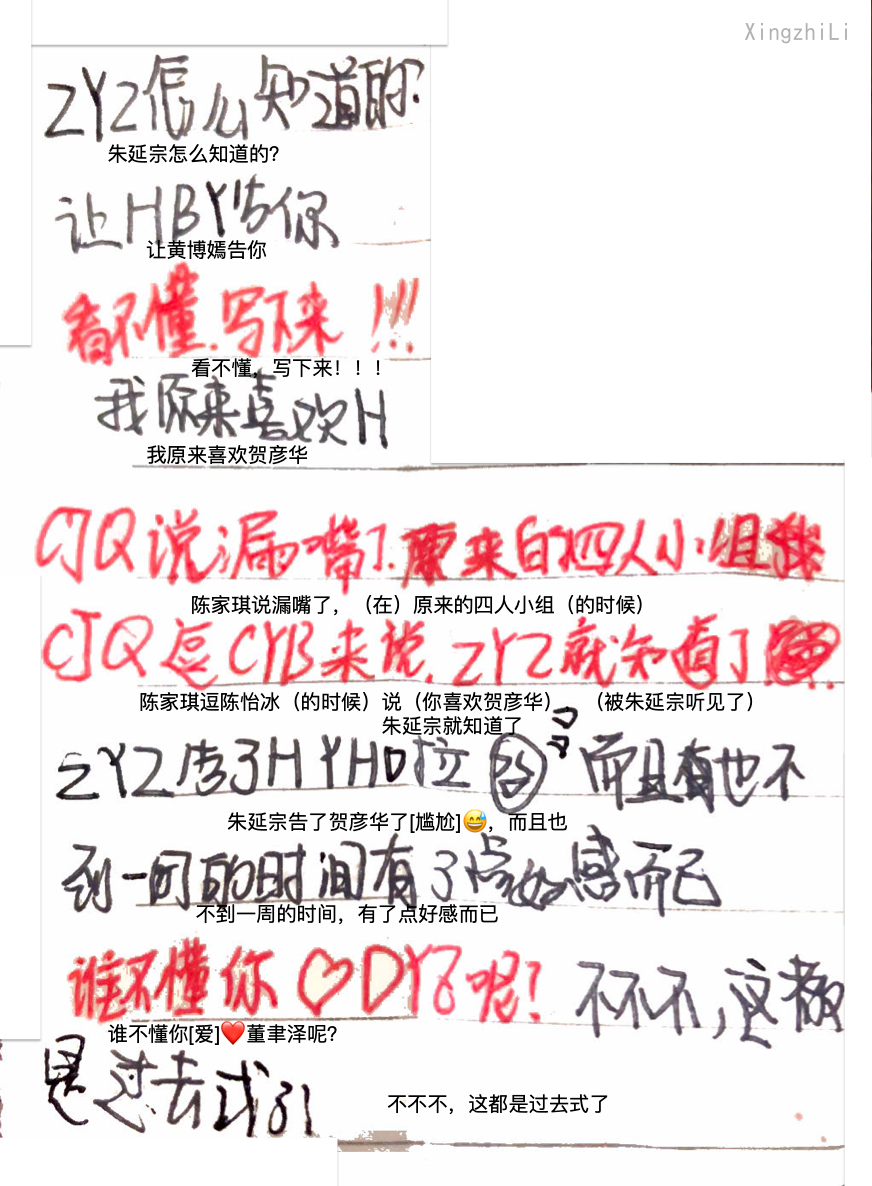 XingzhiLi
ZYZ怎么知道的?
朱延宗怎么知道的?
让HBY告你
让黄博嫣告你
看不懂.写下来!!!
看不懂，写下来！！！
我原来喜欢H
我原来喜欢贺彦华
CJQ说漏嘴了.原来的四人小组
陈家琪说漏嘴了，（在）原来的四人小组（的时候）
CJQ逗CYB来说.ZYZ就知道了
陈家琪逗陈怡冰（的时候）说（你喜欢贺彦华）（被朱延宗听见了）
朱延宗就知道了
ZYZ告了HYH 而且也不
朱延宗告了贺彦华了[尴尬]😅，而且也
到一周的时间有了点好感而已
不到一周的时间，有了点好感而已
谁不懂你♡DYZ呢? 不不不,这都
谁不懂你[爱]❤️董聿泽呢?
是过去式了!
不不不，这都是过去式了